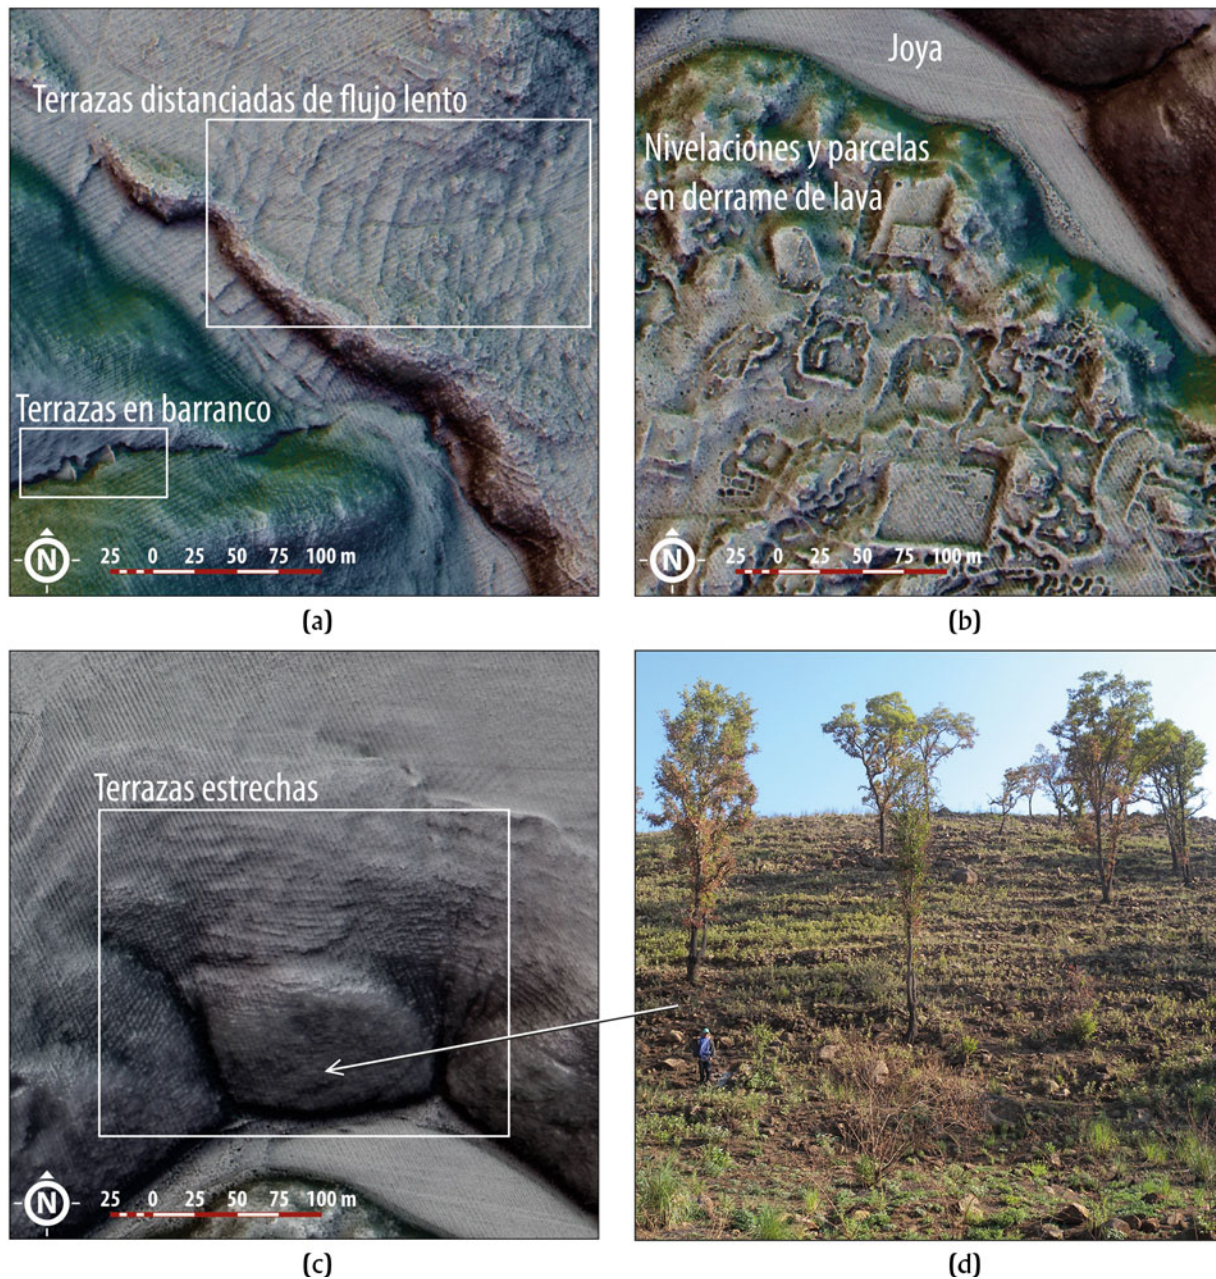 Terrazas distanciadas de flujo lento
Terrazas en barranco
N
25 0 25 50 75 100 m
(a)
Joya
Nivelaciones y parcelas
en derrame de lava
N
25 0 25 50 75 100 m
(b)
Terrazas estrechas
N
25 0 25 50 75 100 m
(c)
(d)